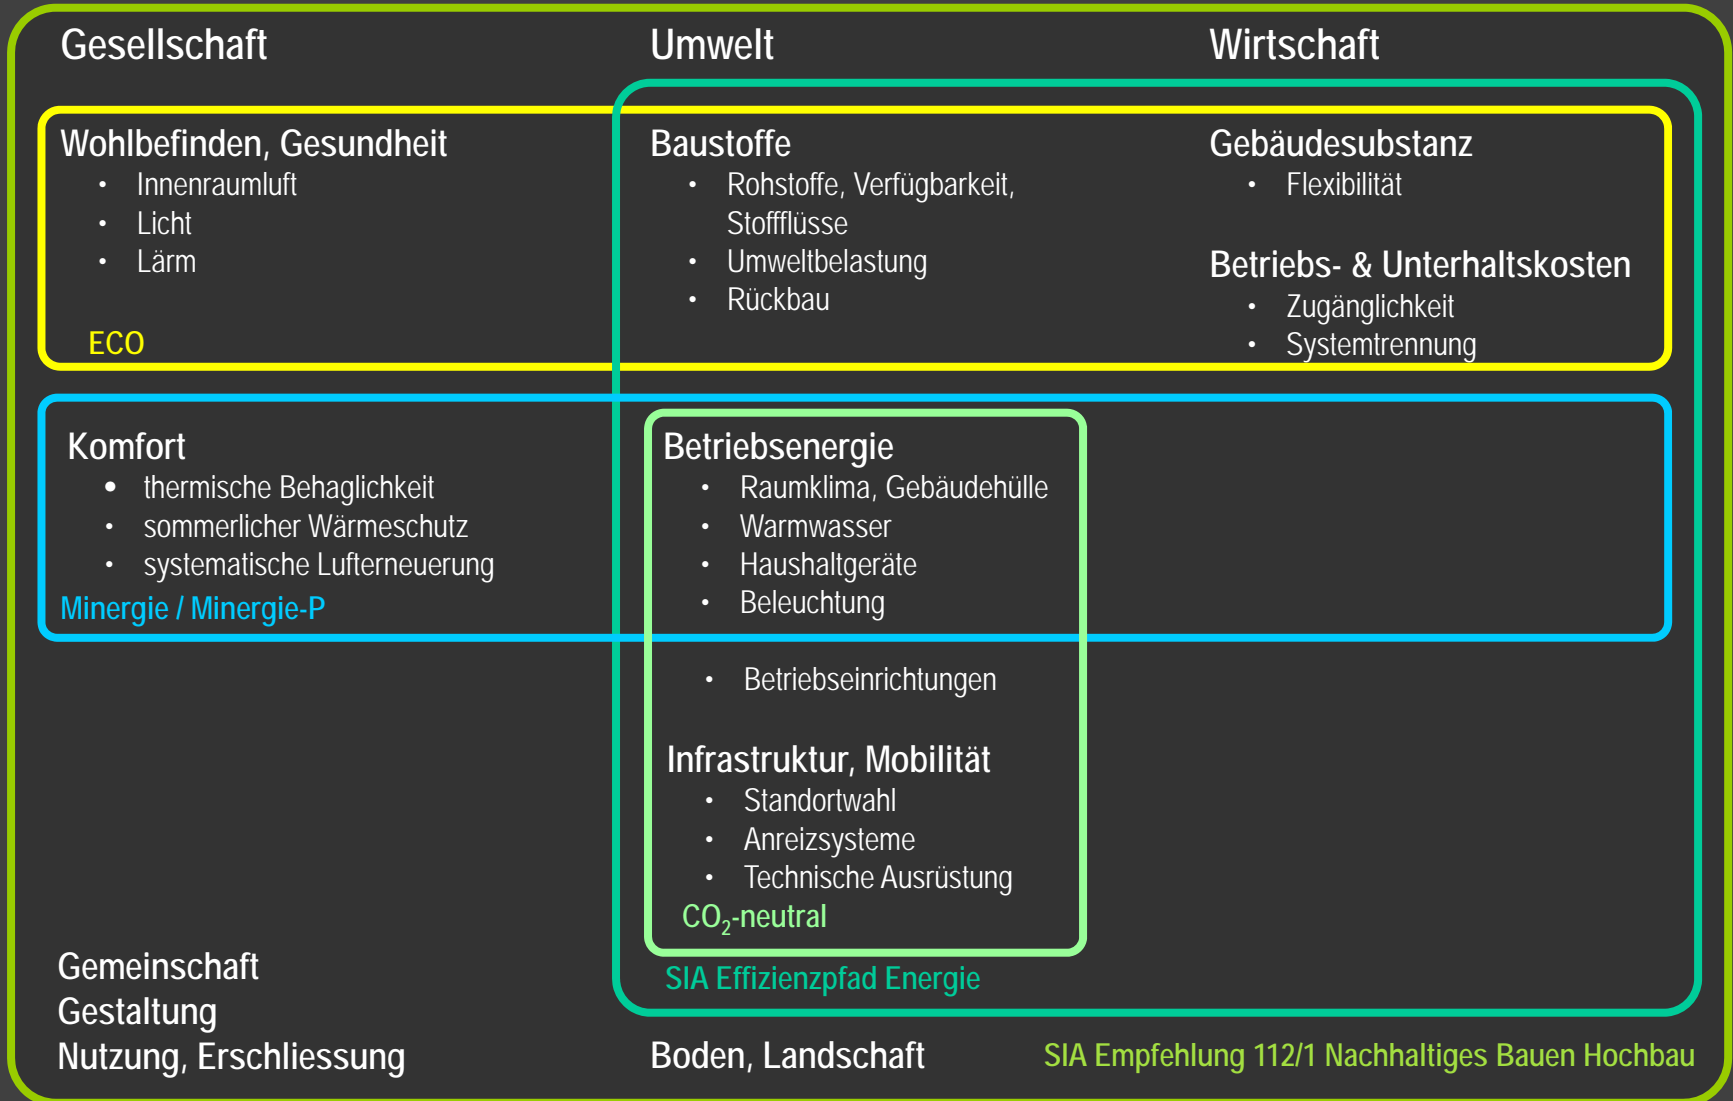 Gesellschaft
Umwelt
Wirtschaft
Wohlbefinden, Gesundheit
• Innenraumluft
• Licht
• Lärm
ECO
Baustoffe
• Rohstoffe, Verfügbarkeit,
Stoffflüsse
• Umweltbelastung
• Rückbau
Gebäudesubstanz
• Flexibilität
Betriebs- & Unterhaltskosten
• Zugänglichkeit
• Systemtrennung
Komfort
• thermische Behaglichkeit
• sommerlicher Wärmeschutz
• systematische Lufterneuerung
Minergie / Minergie-P
Betriebsenergie
• Raumklima, Gebäudehülle
• Warmwasser
• Haushaltgeräte
• Beleuchtung
• Betriebseinrichtungen
Infrastruktur, Mobilität
• Standortwahl
• Anreizsysteme
• Technische Ausrüstung
CO₂-neutral
SIA Effizienzpfad Energie
Gemeinschaft
Gestaltung
Nutzung, Erschliessung
Boden, Landschaft
SIA Empfehlung 112/1 Nachhaltiges Bauen Hochbau